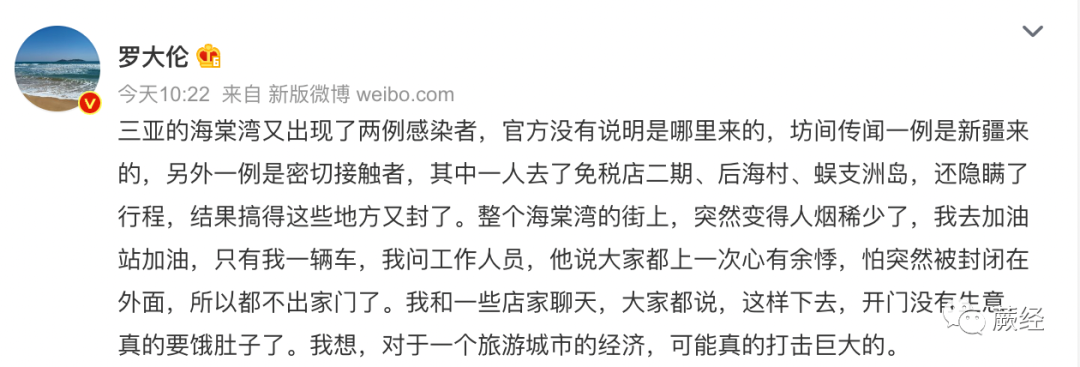 罗大伦
今天10:22 来自 新版微博 weibo.com
三亚的海棠湾又出现了两例感染者，官方没有说明是哪里来的，坊间传闻一例是新疆来
的，另外一例是密切接触者，其中一人去了免税店二期、后海村、蜈支洲岛，还隐瞒了
行程，结果搞得这些地方又封了。整个海棠湾的街上，突然变得人烟稀少了，我去加油
站加油，只有我一辆车，我问工作人员，他说大家都上一次心有余悸，怕突然被封闭在
外面，所以都不出家门了。我和一些店家聊天，大家都说，这样下去，开门没有生意，
真的要饿肚子了。我想，对于一个旅游城市的经济，可能真的打击巨大的。
蕨经